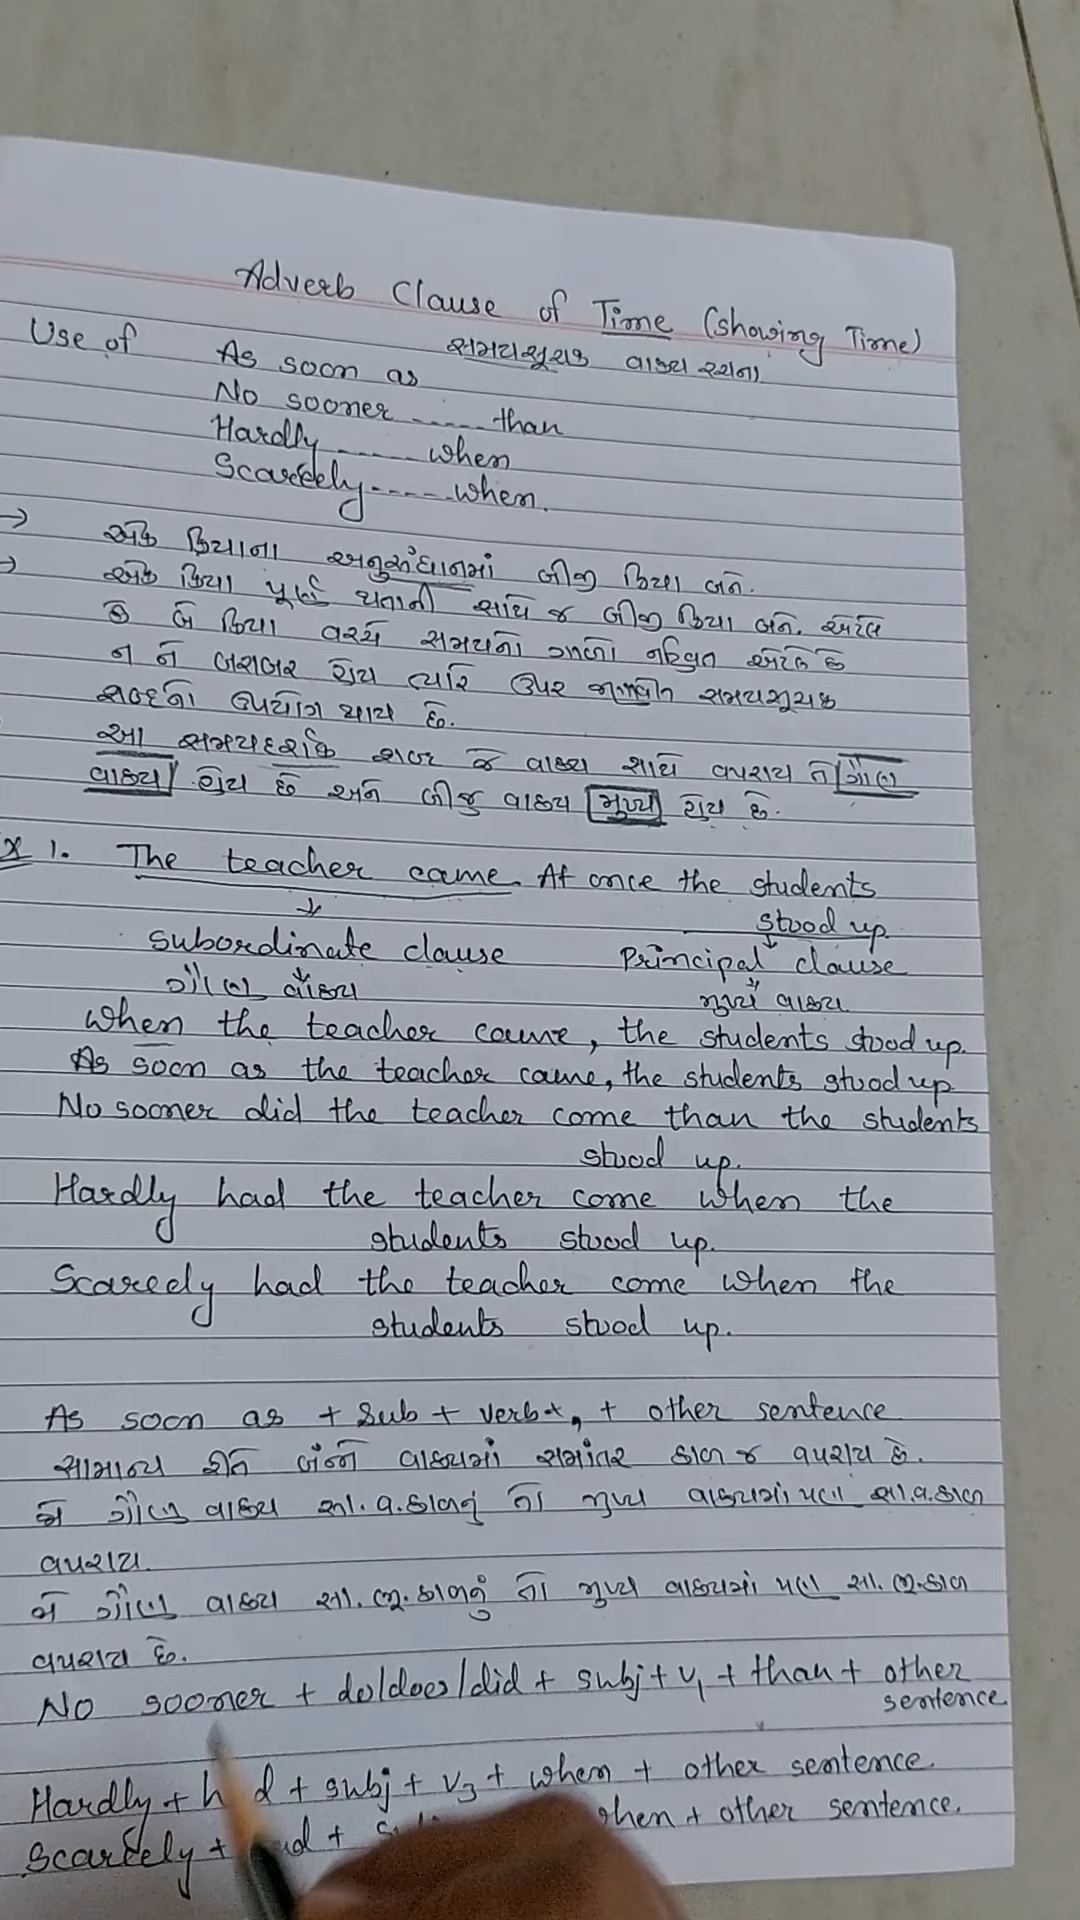 Adverb Clause of Time (showing Time)
Use of As soon as સમયસૂચક વાક્ય રચના
No sooner ...... than
Hardly ----- when
Scarcely ----- when.
→ એક ક્રિયાના અનુસંધાનમાં બીજી ક્રિયા બને.
→ એક ક્રિયા પૂર્ણ થતાની સાથે જ બીજી ક્રિયા બને. એટલે
કે બે ક્રિયા વચ્ચે સમયનો ગાળો નહિવત એટલે કે
ન ને બરાબર હોય ત્યારે ઉપર સમયસૂચક
શબ્દનો ઉપયોગ થાય છે.
આ સમયદર્શક શબ્દ જે વાક્ય સાથે વપરાય તે ગૌણ
વાક્ય હોય છે અને બીજુ વાક્ય મુખ્ય હોય છે.
Ex 1. The teacher came. At once the students
stood up.
subordinate clause Principal clause
ગૌણ વાક્ય મુખ્ય વાક્ય
When the teacher came, the students stood up.
As soon as the teacher came, the students stood up
No sooner did the teacher come than the students
stood up.
Hardly had the teacher come when the
students stood up.
Scarcely had the teacher come when the
students stood up.
As soon as + Sub + verb+, + other sentence
સામાન્ય રીતે બંને વાક્યમાં સમાંતર કાળ જ વપરાય છે.
જો ગૌણ વાક્ય સા. વ. કાળનું તો મુખ્ય વાક્યમાં પણ સા. વ. કાળ
વપરાય.
જો ગૌણ વાક્ય સા. ભૂ. કાળનું તો મુખ્ય વાક્યમાં પણ સા. ભૂ. કાળ
વપરાય છે.
No sooner + do/does/did + subj + V1 + than + other
sentence
Hardly + had + subj + V3 + when + other sentence.
Scarcely + when + other sentence.